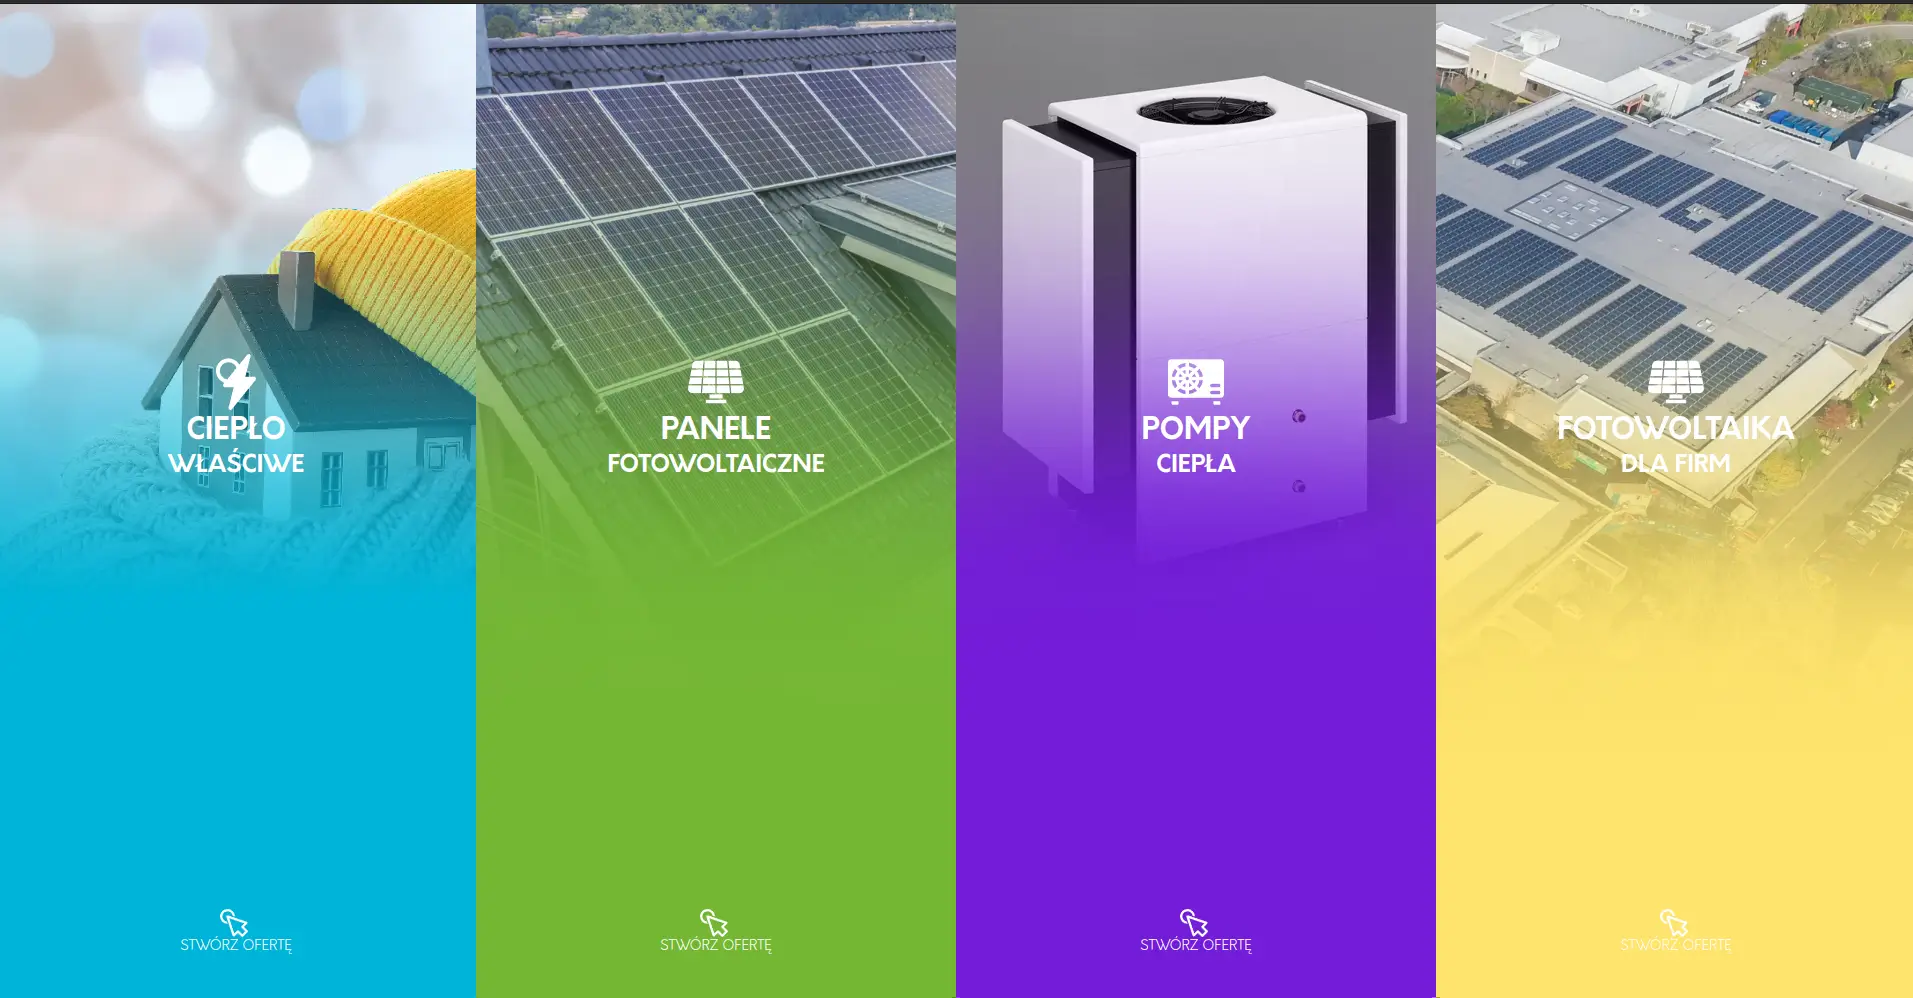 CIEPŁO
WŁAŚCIWE
PANELE
FOTOWOLTAICZNE
POMPY
CIEPŁA
FOTOWOLTAIKA
DLA FIRM
STWÓRZ OFERTĘ
STWÓRZ OFERTĘ
STWÓRZ OFERTĘ
STWÓRZ OFERTĘ